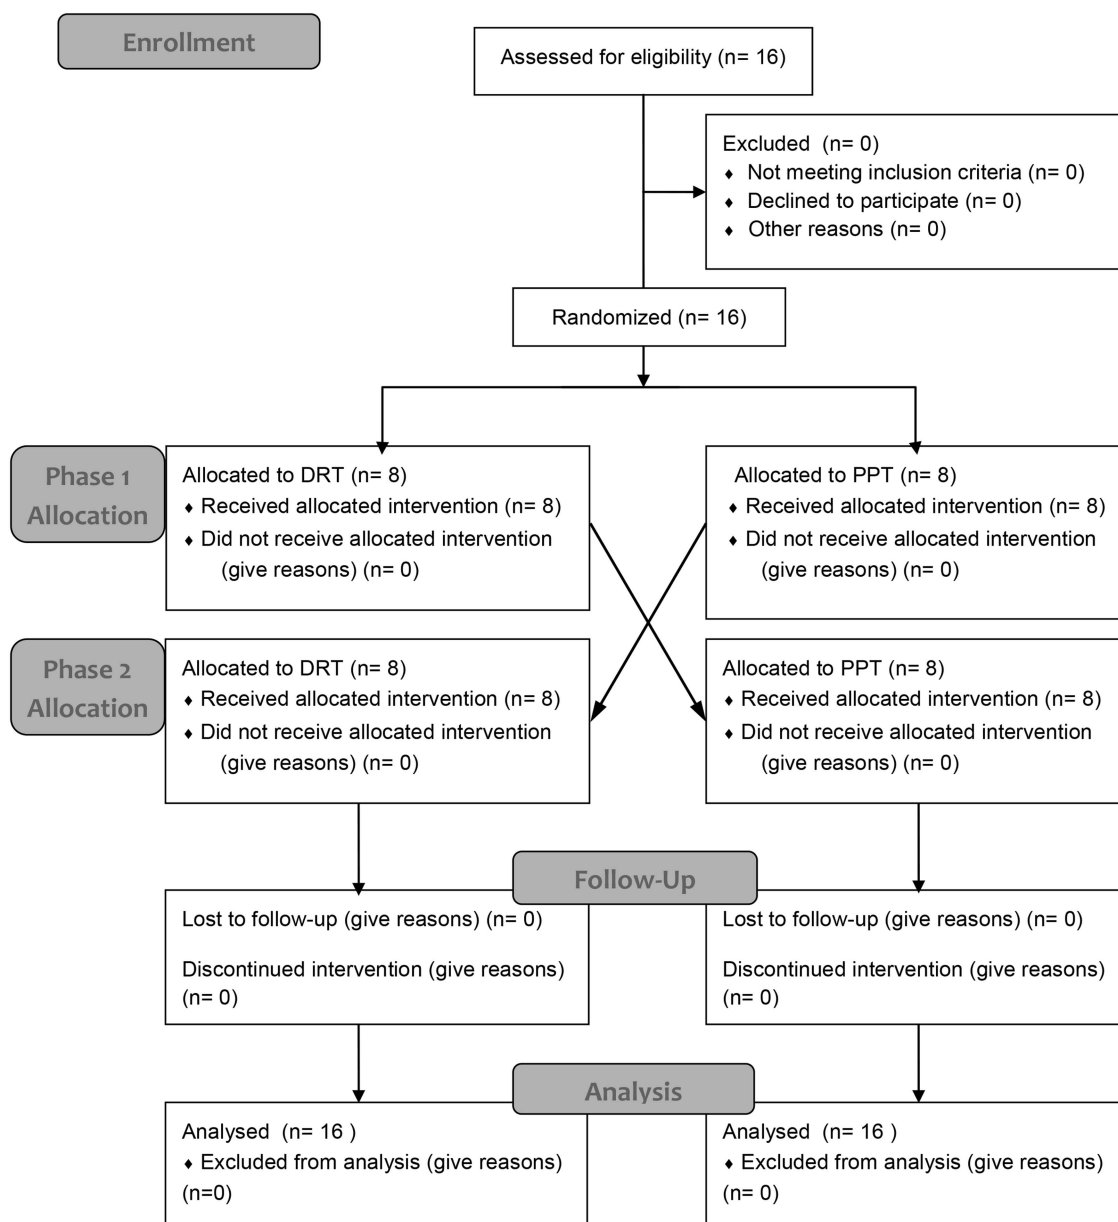 Enrollment
Assessed for eligibility (n= 16)
Excluded (n= 0)
♦ Not meeting inclusion criteria (n= 0)
♦ Declined to participate (n= 0)
♦ Other reasons (n= 0)
Randomized (n= 16)
Phase 1
Allocation
Allocated to DRT (n= 8)
♦ Received allocated intervention (n= 8)
♦ Did not receive allocated intervention
(give reasons) (n= 0)
Allocated to PPT (n= 8)
♦ Received allocated intervention (n= 8)
♦ Did not receive allocated intervention
(give reasons) (n= 0)
Phase 2
Allocation
Allocated to DRT (n= 8)
♦ Received allocated intervention (n= 8)
♦ Did not receive allocated intervention
(give reasons) (n= 0)
Allocated to PPT (n= 8)
♦ Received allocated intervention (n= 8)
♦ Did not receive allocated intervention
(give reasons) (n= 0)
Follow-Up
Lost to follow-up (give reasons) (n= 0)
Discontinued intervention (give reasons)
(n= 0)
Lost to follow-up (give reasons) (n= 0)
Discontinued intervention (give reasons)
(n= 0)
Analysis
Analysed (n= 16 )
♦ Excluded from analysis (give reasons)
(n=0)
Analysed (n= 16 )
♦ Excluded from analysis (give reasons)
(n= 0)